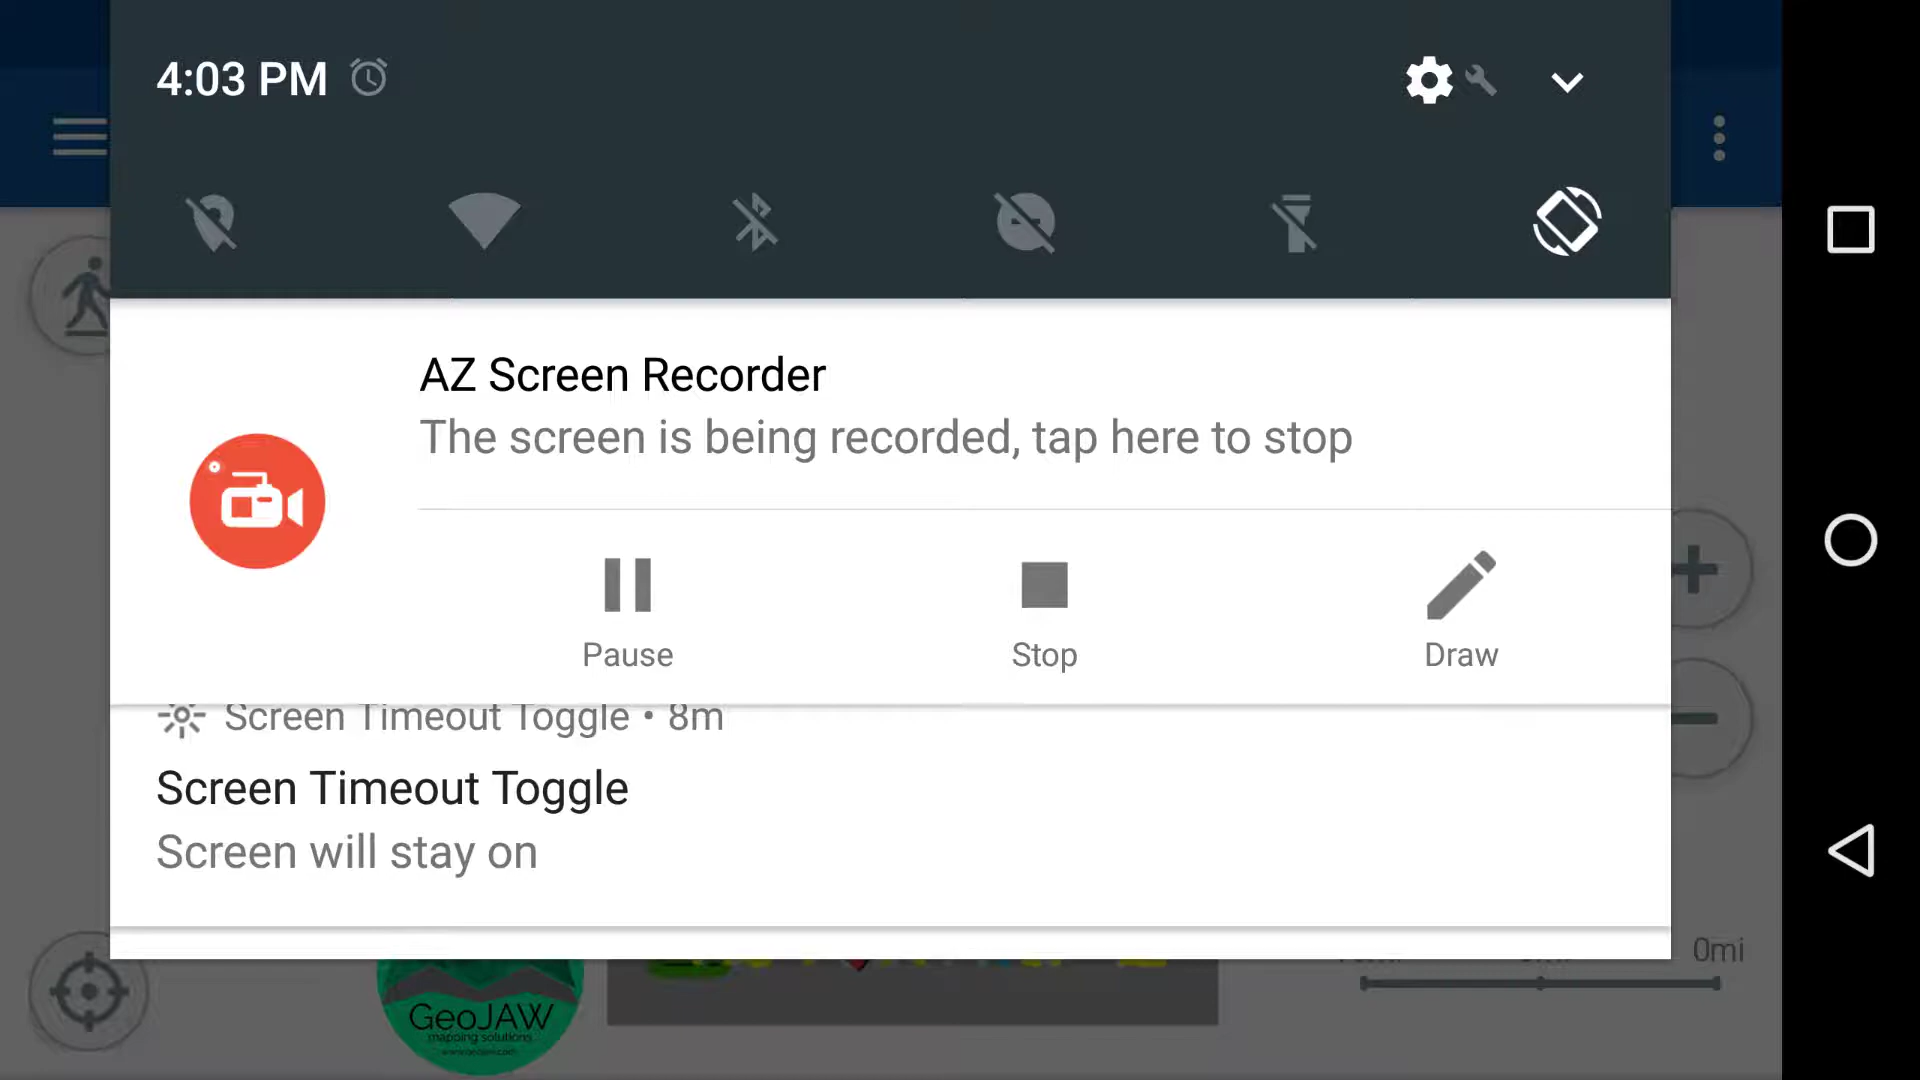 4:03 PM
AZ Screen Recorder
The screen is being recorded, tap here to stop
Pause
Stop
Draw
Screen Timeout Toggle • 8m
Screen Timeout Toggle
Screen will stay on
0mi
GeoJAW
mapping solutions